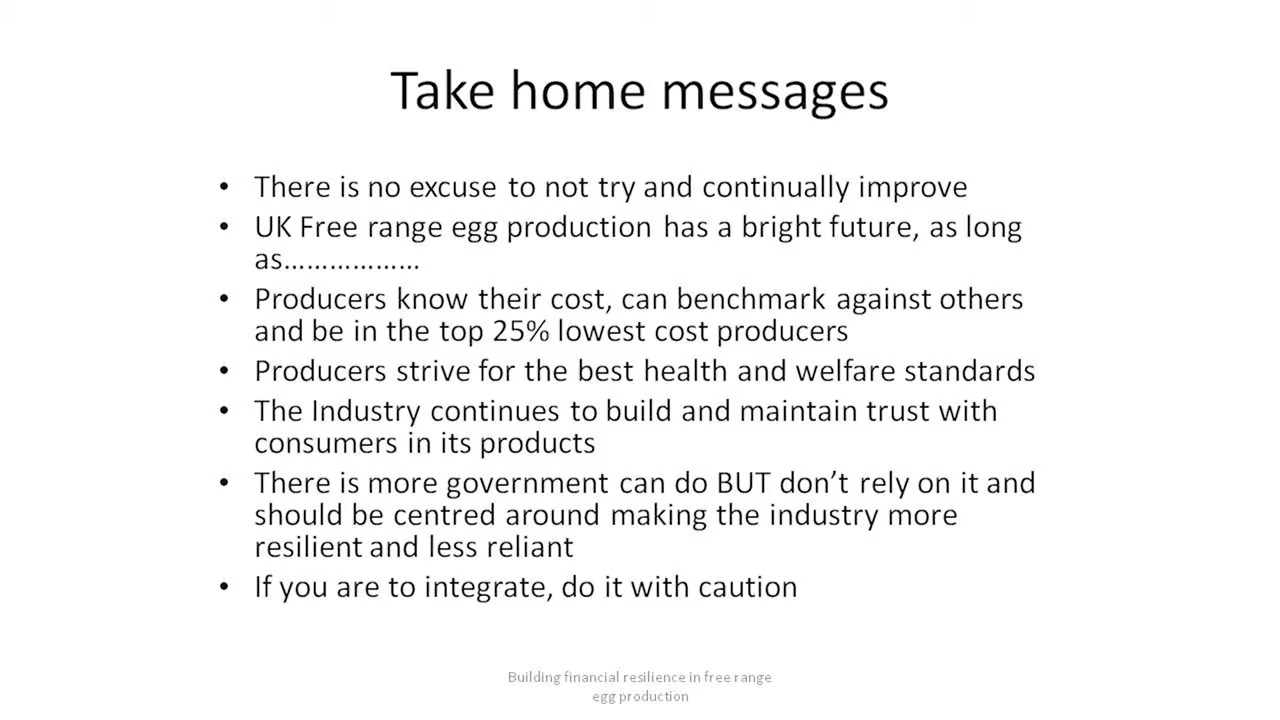 Take home messages
• There is no excuse to not try and continually improve
• UK Free range egg production has a bright future, as long
as………………
• Producers know their cost, can benchmark against others
and be in the top 25% lowest cost producers
• Producers strive for the best health and welfare standards
• The Industry continues to build and maintain trust with
consumers in its products
• There is more government can do BUT don’t rely on it and
should be centred around making the industry more
resilient and less reliant
• If you are to integrate, do it with caution
Building financial resilience in free range
egg production